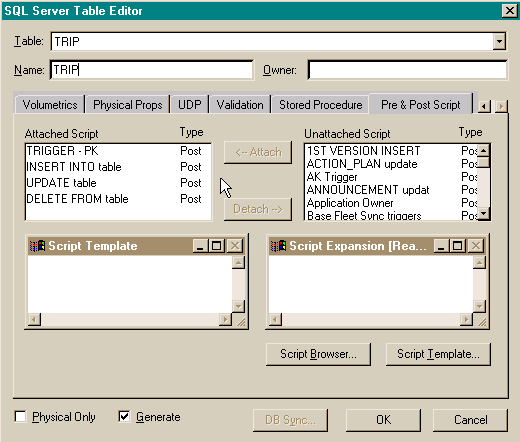 SQL Server Table Editor
Table: TRIP
Name: TRIP Owner:
Volumetrics Physical Props UDP Validation Stored Procedure Pre & Post Script
Attached Script Type Unattached Script Type
TRIGGER - PK Post
INSERT INTO table Post
UPDATE table Post
DELETE FROM table Post
<-- Attach
Detach -->
1ST VERSION INSERT Pos
ACTION_PLAN update Pos
AK Trigger Pos
ANNOUNCEMENT updat Pos
Application Owner Pos
Base Fleet Sync triggers Pos
Script Template Script Expansion [Rea...
Script Browser... Script Template...
Physical Only Generate DB Sync... OK Cancel